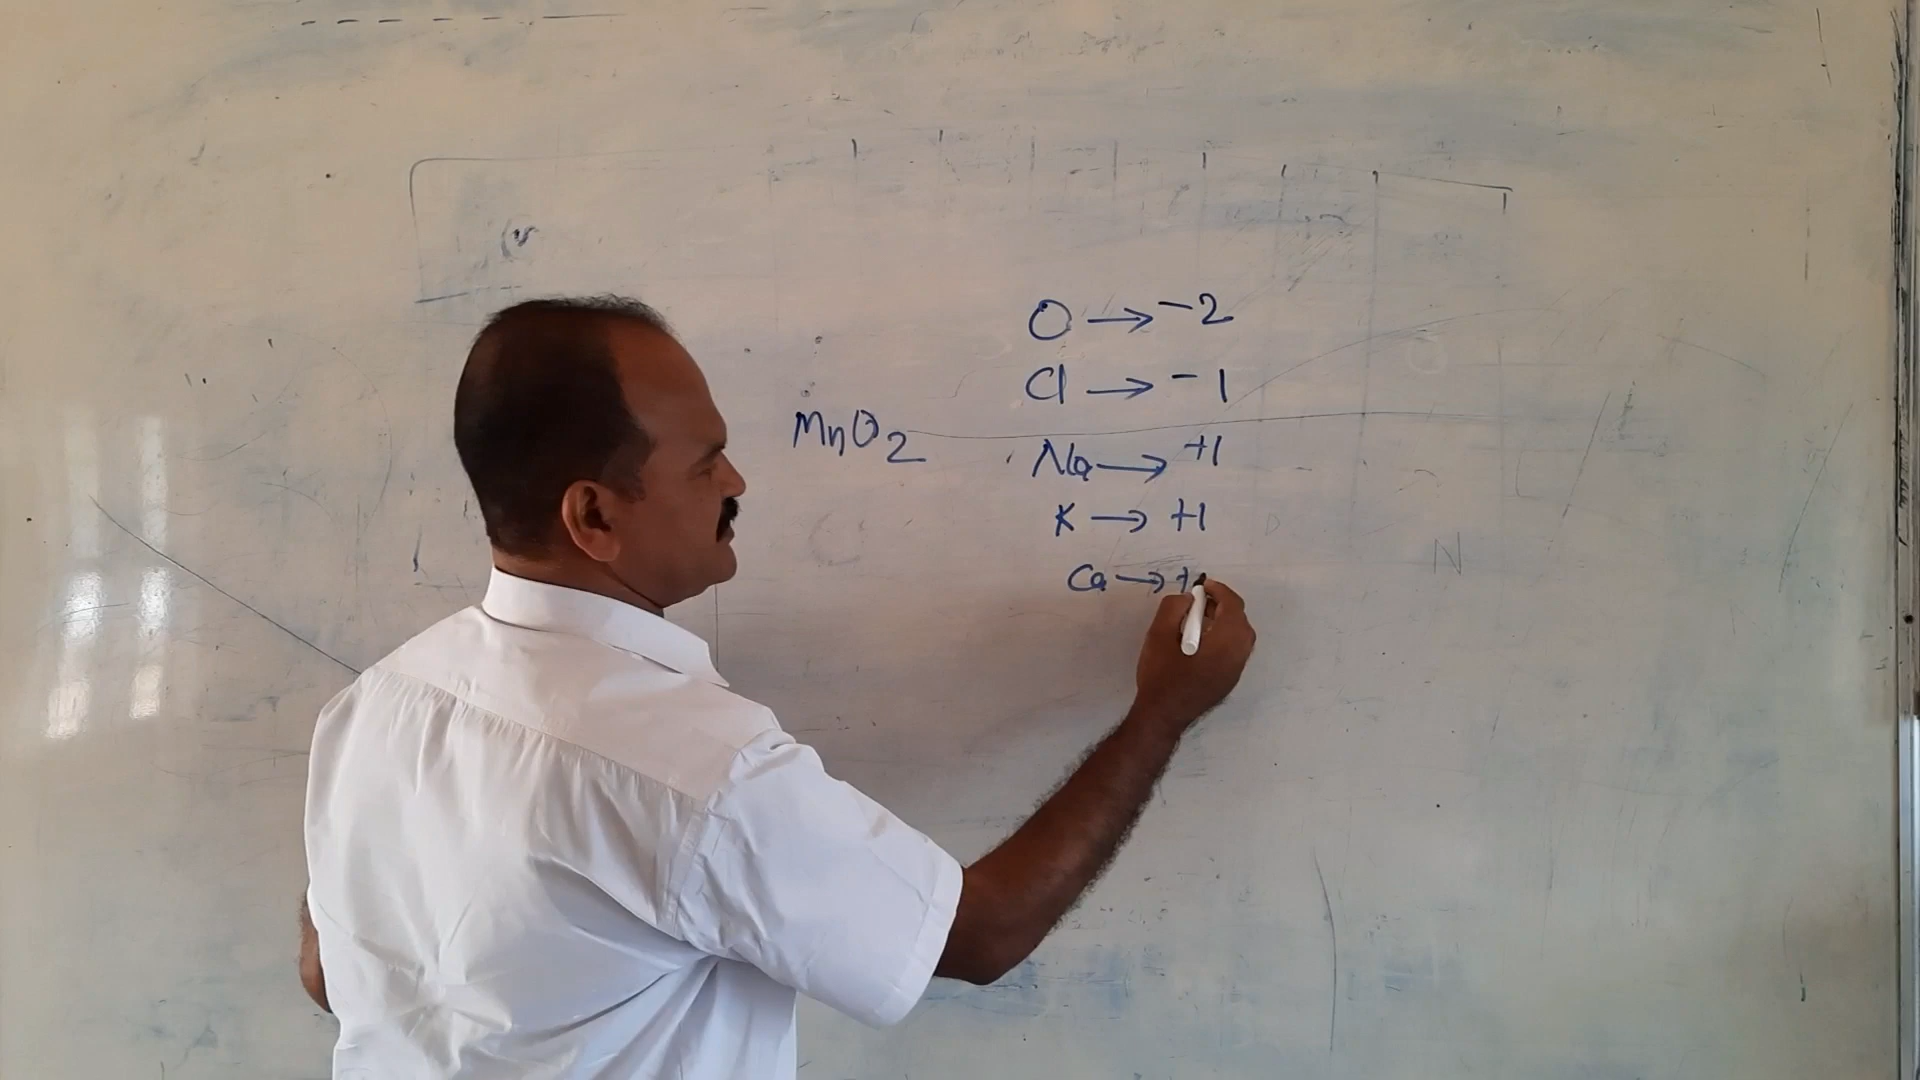 O → -2
Cl → -1
MnO2
Na → +1
K → +1
Ca → +
N